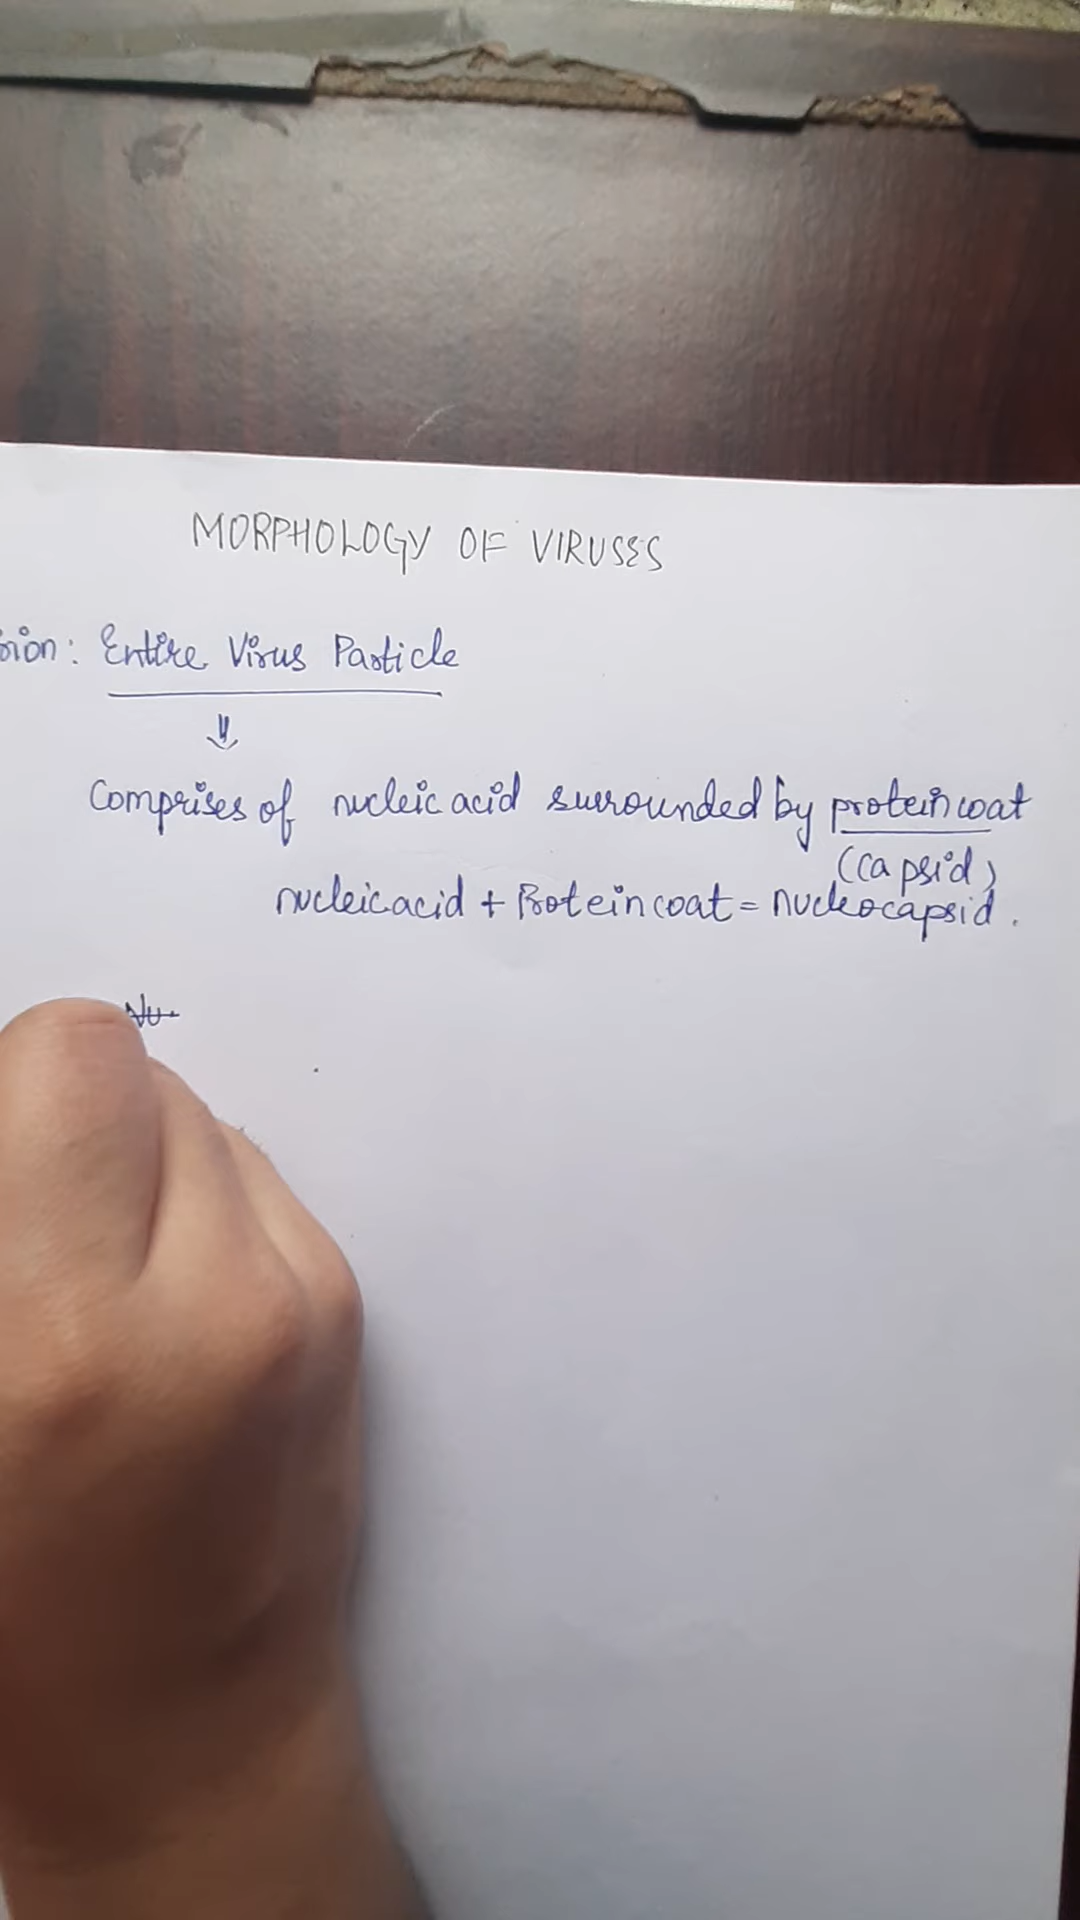 MORPHOLOGY OF VIRUSES
Entire Virus Particle
Comprises of nucleic acid surrounded by protein coat
(capsid)
nucleic acid + Protein coat = nucleocapsid.